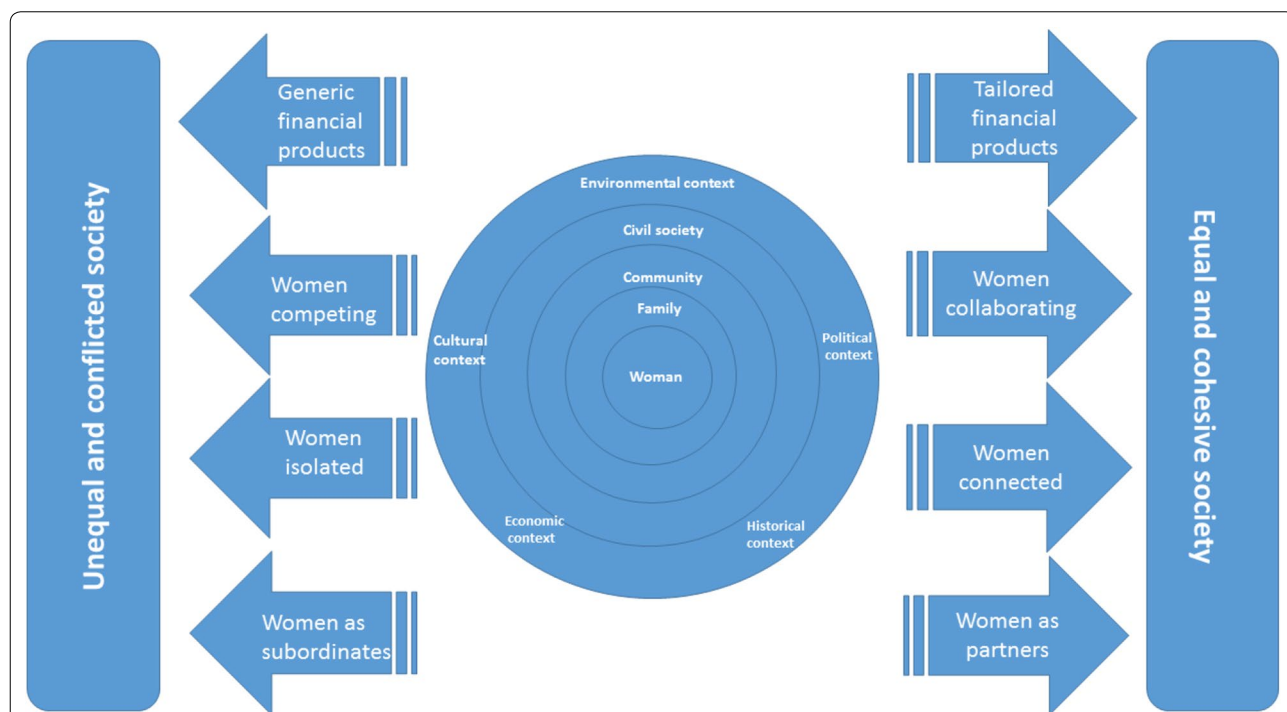 Unequal and conflicted society
Generic
financial
products
Women
competing
Women
isolated
Women as
subordinates
Environmental context
Civil society
Community
Family
Woman
Cultural
context
Political
context
Economic
context
Historical
context
Tailored
financial
products
Women
collaborating
Women
connected
Women as
partners
Equal and cohesive society